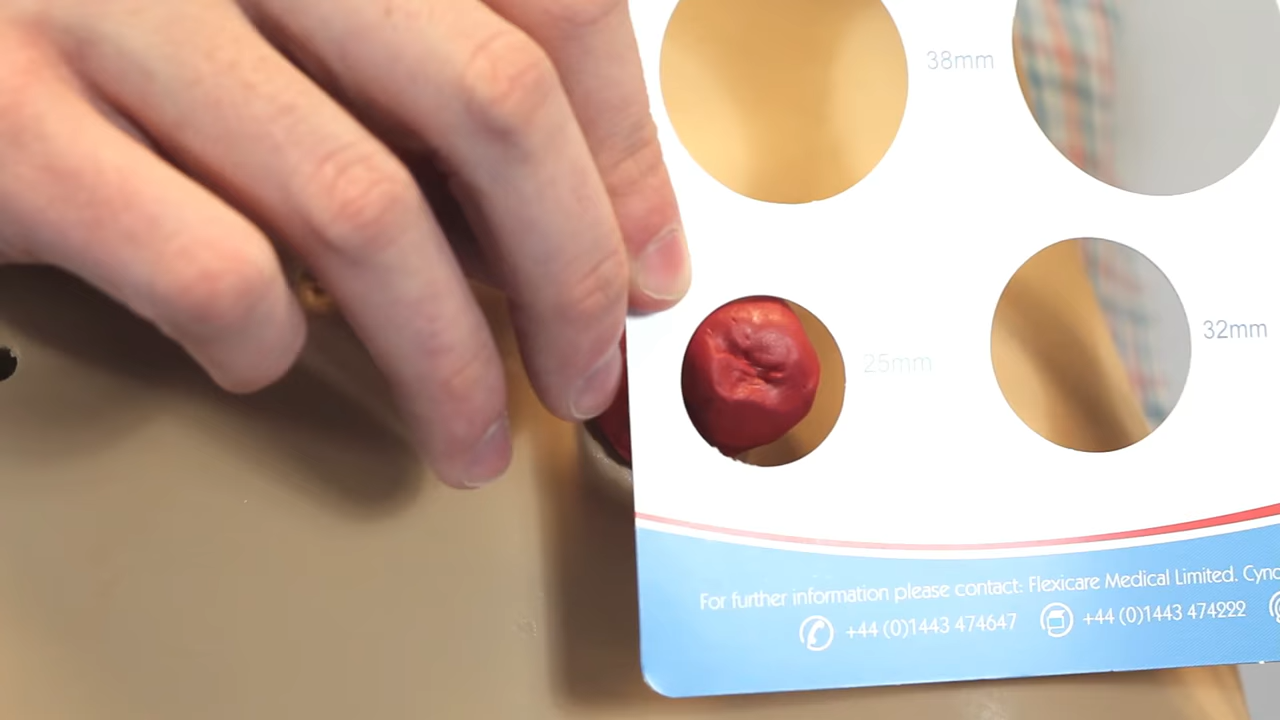 38mm
25mm
32mm
For further information please contact: Flexicare Medical Limited.
+44 (0)1443 474647 +44 (0)1443 474222